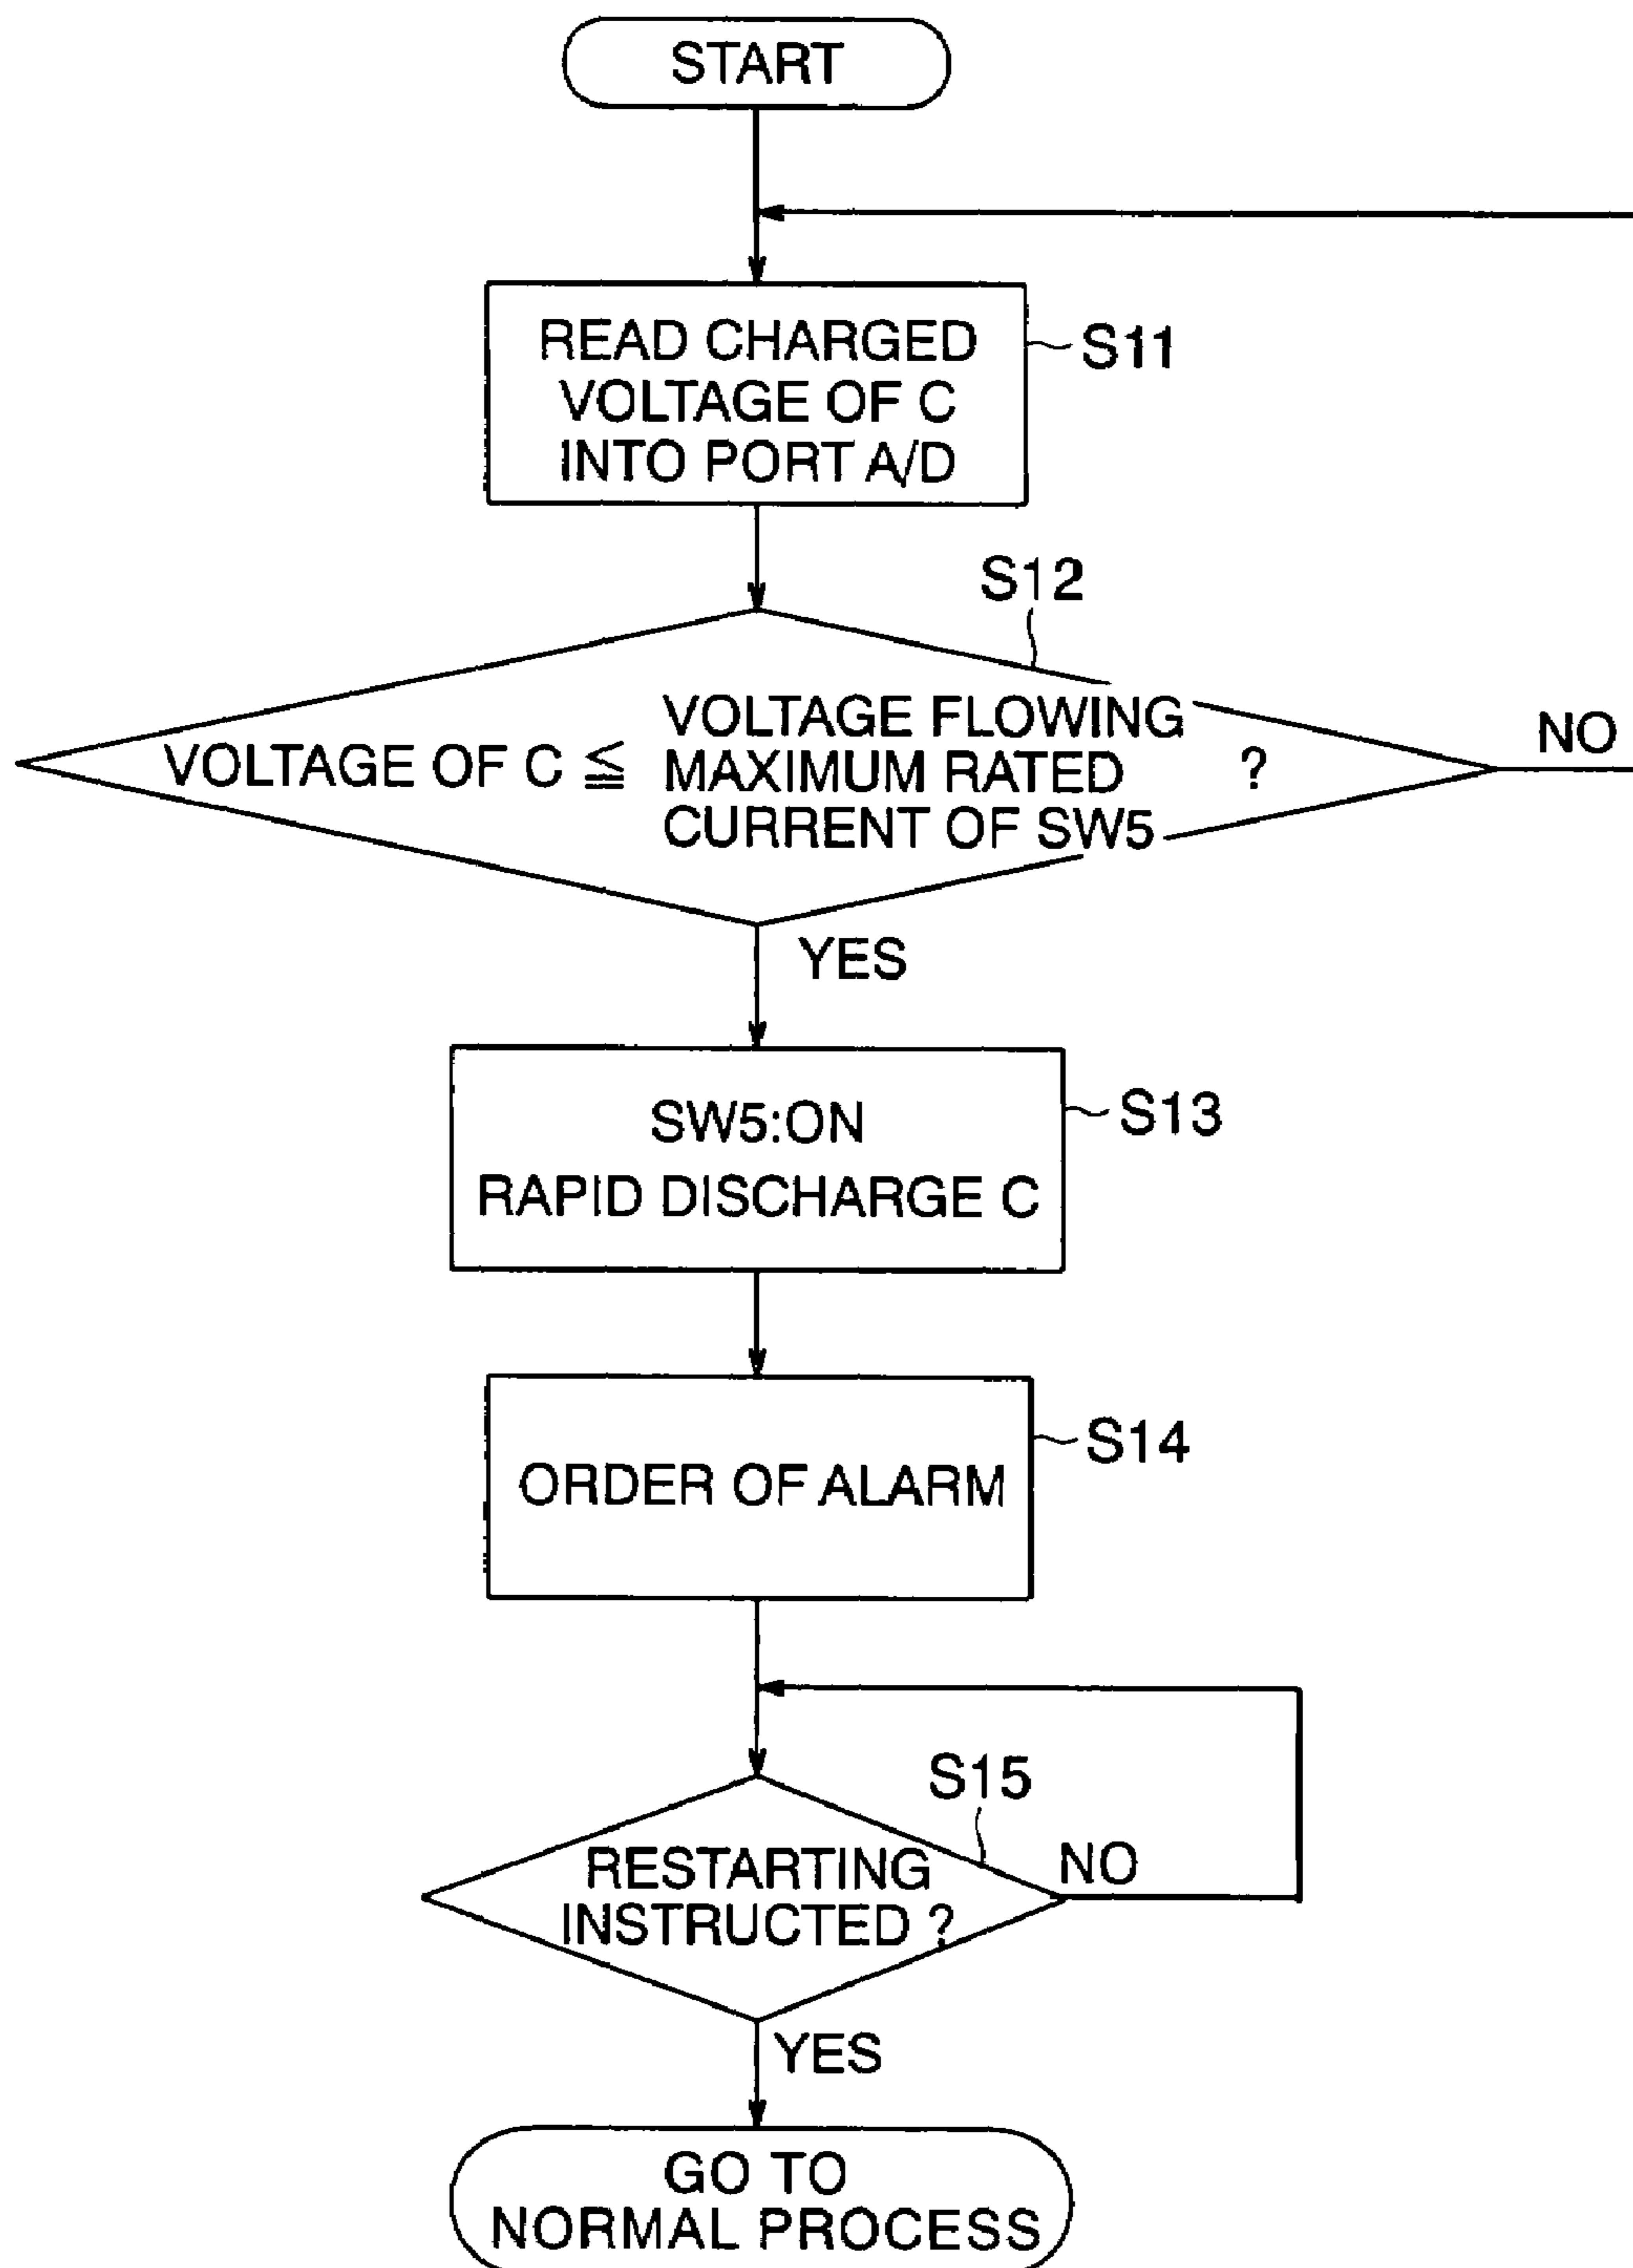 START
READ CHARGED
VOLTAGE OF C
INTO PORT A/D
S11
S12
VOLTAGE OF C ≦
VOLTAGE FLOWING
MAXIMUM RATED
CURRENT OF SW5
?
NO
YES
SW5:ON
RAPID DISCHARGE C
S13
ORDER OF ALARM
S14
S15
RESTARTING
INSTRUCTED ?
NO
YES
GO TO
NORMAL PROCESS